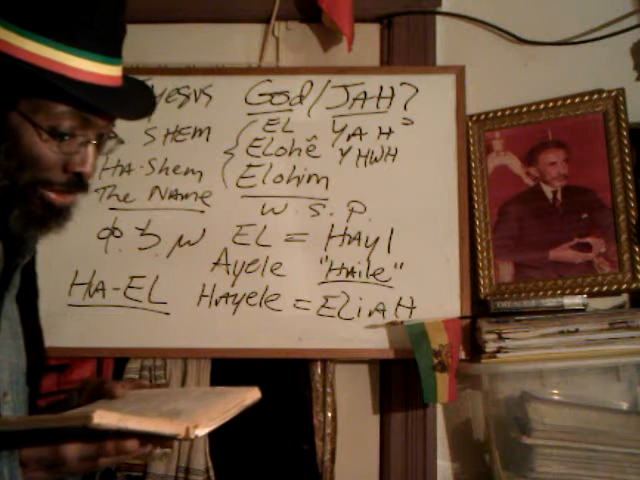 Yesus God/JAH?
SHEM EL YAH?
Ha-Shem Elohê YHWH
The Name Elohim
W.S.P.
EL = HAYl
Ayele "Haile"
HA-EL HAYele = ELiAH